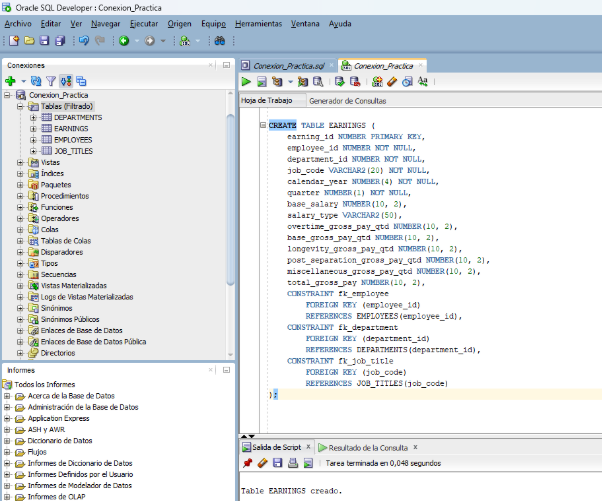 Oracle SQL Developer : Conexion_Practica
Archivo Editar Ver Navegar Ejecutar Origen Equipo Herramientas Ventana Ayuda
Conexiones
Conexion_Practica
Tablas (Filtrado)
DEPARTMENTS
EARNINGS
EMPLOYEES
JOB_TITLES
Vistas
Índices
Paquetes
Procedimientos
Funciones
Operadores
Colas
Tablas de Colas
Disparadores
Tipos
Secuencias
Vistas Materializadas
Logs de Vistas Materializadas
Sinónimos
Sinónimos Públicos
Enlaces de Base de Datos
Enlaces de Base de Datos Pública
Directorios
Informes
Todos los Informes
Acerca de la Base de Datos
Administración de la Base de Datos
Application Express
ASH y AWR
Diccionario de Datos
Flujos
Informes de Diccionario de Datos
Informes Definidos por el Usuario
Informes de Modelador de Datos
Informes de OLAP
Conexion_Practica.sql
Conexion_Practica
Hoja de Trabajo Generador de Consultas
CREATE TABLE EARNINGS (
earning_id NUMBER PRIMARY KEY,
employee_id NUMBER NOT NULL,
department_id NUMBER NOT NULL,
job_code VARCHAR2(20) NOT NULL,
calendar_year NUMBER(4) NOT NULL,
quarter NUMBER(1) NOT NULL,
base_salary NUMBER(10, 2),
salary_type VARCHAR2(50),
overtime_gross_pay_qtd NUMBER(10, 2),
base_gross_pay_qtd NUMBER(10, 2),
longevity_gross_pay_qtd NUMBER(10, 2),
post_separation_gross_pay_qtd NUMBER(10, 2),
miscellaneous_gross_pay_qtd NUMBER(10, 2),
total_gross_pay NUMBER(10, 2),
CONSTRAINT fk_employee
FOREIGN KEY (employee_id)
REFERENCES EMPLOYEES(employee_id),
CONSTRAINT fk_department
FOREIGN KEY (department_id)
REFERENCES DEPARTMENTS(department_id),
CONSTRAINT fk_job_title
FOREIGN KEY (job_code)
REFERENCES JOB_TITLES(job_code)
);
Salida de Script Resultado de la Consulta
Tarea terminada en 0,048 segundos
Table EARNINGS creado.